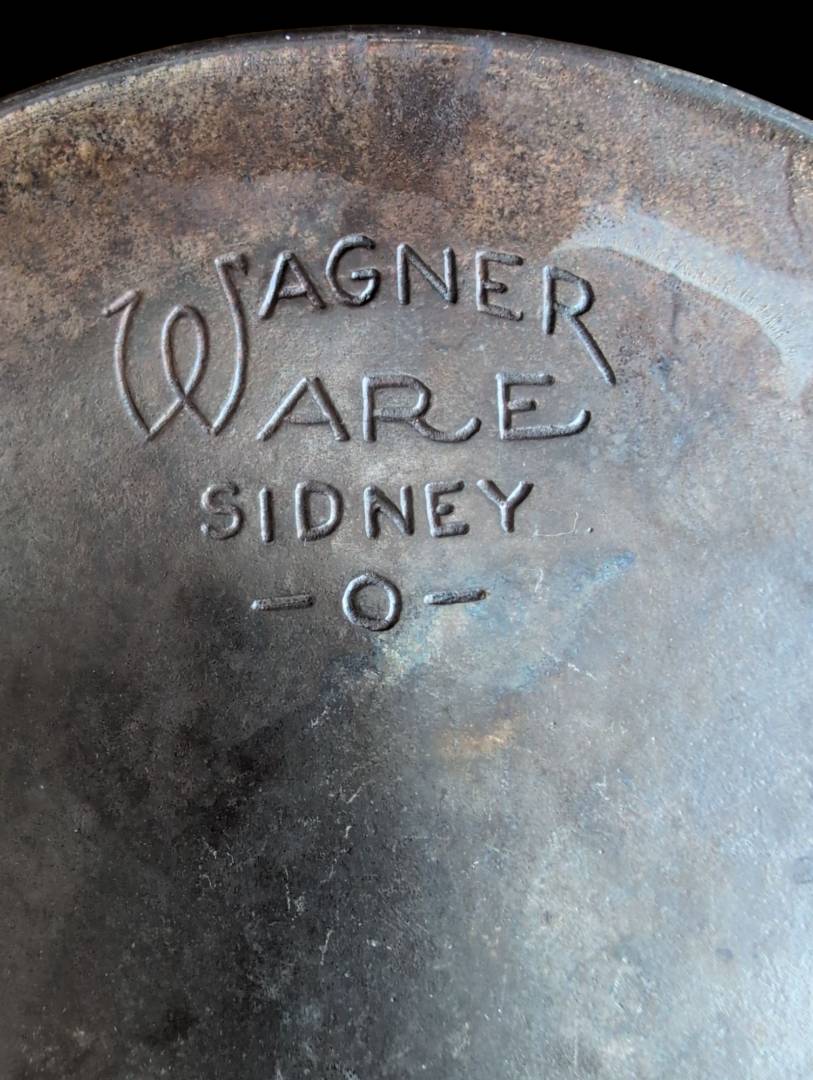 WAGNER
WARE
SIDNEY
- O -